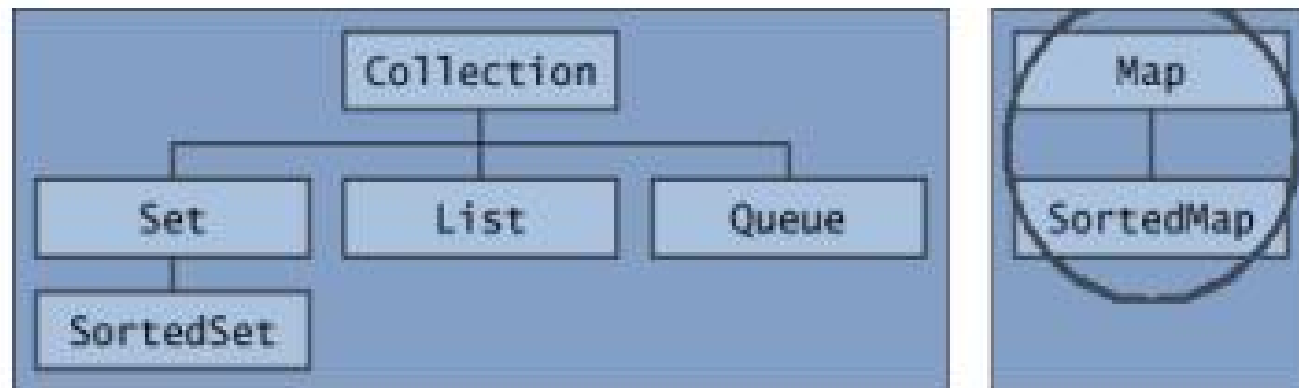 Collection
Map
Set
List
Queue
SortedMap
SortedSet